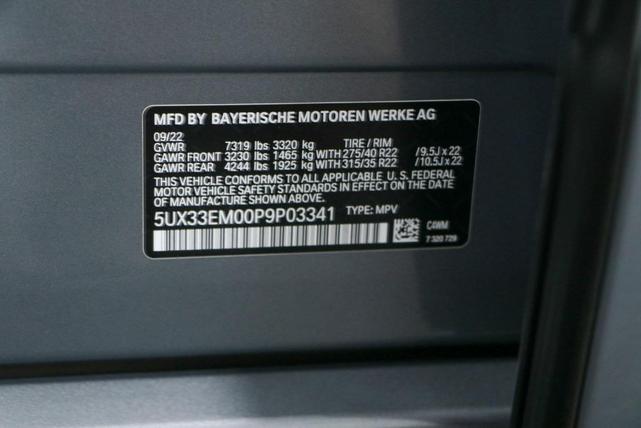 MFD BY BAYERISCHE MOTOREN WERKE AG
09/22
GVWR 7319 lbs 3320 kg TIRE / RIM
GAWR FRONT 3230 lbs 1465 kg WITH 275/40 R22 / 9.5J x 22
GAWR REAR 4244 lbs 1925 kg WITH 315/35 R22 / 10.5J x 22
THIS VEHICLE CONFORMS TO ALL APPLICABLE U. S. FEDERAL
MOTOR VEHICLE SAFETY STANDARDS IN EFFECT ON THE DATE
OF MANUFACTURE SHOWN ABOVE.
5UX33EM00P9P03341 TYPE: MPV
C4WM
7 320 729